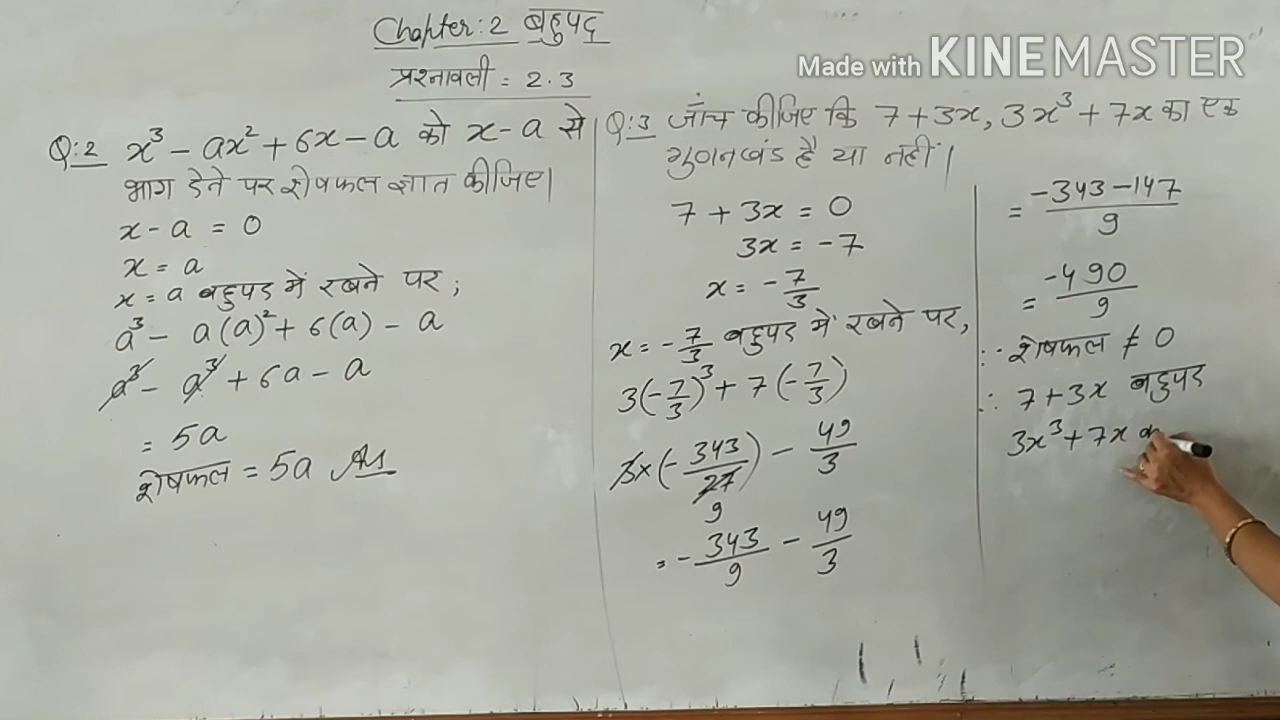 Made with KINEMASTER
Chapter: 2 बहुपद
प्रश्नावली = 2.3
Q:2 x³ - ax² + 6x - a को x-a से
भाग देने पर शेषफल ज्ञात कीजिए।
x - a = 0
x = a
x = a बहुपद में रखने पर ;
a³ - a(a)² + 6(a) - a
a³ - a³ + 6a - a
= 5a
शेषफल = 5a Ans
Q:3 जाँच कीजिए कि 7+3x, 3x³+7x का एक
गुणनखंड है या नहीं।
7 + 3x = 0
3x = -7
x = -7/3
x = -7/3 बहुपद में रखने पर,
3(-7/3)³ + 7(-7/3)
3×(-343/27) - 49/3
9
= -343/9 - 49/3
= -343-147/9
= -490/9
∵ शेषफल ≠ 0
∴ 7+3x बहुपद
3x³+7x